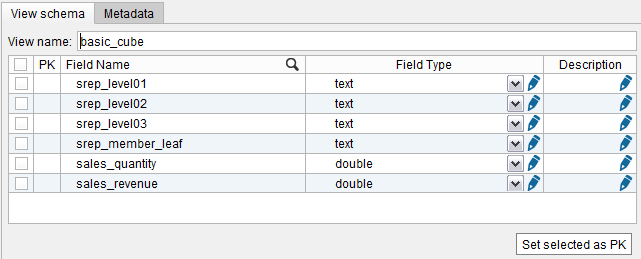 View schema Metadata
View name: basic_cube
PK Field Name Field Type Description
srep_level01 text
srep_level02 text
srep_level03 text
srep_member_leaf text
sales_quantity double
sales_revenue double
Set selected as PK